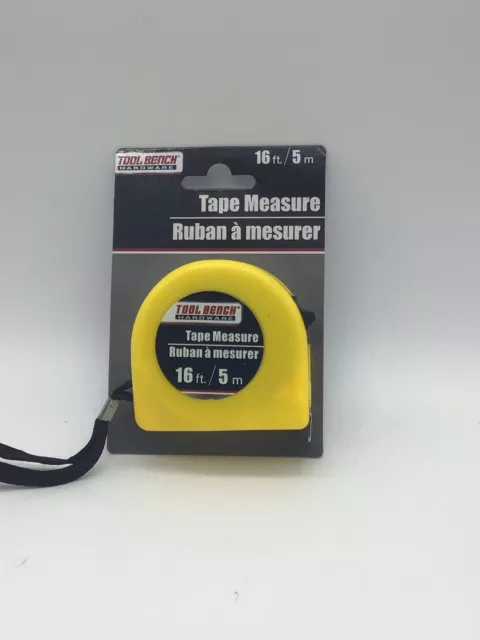 TOOL BENCH
HARDWARE
16 ft./5 m
Tape Measure
Ruban à mesurer
TOOL BENCH
HARDWARE
Tape Measure
Ruban à mesurer
16 ft./5 m